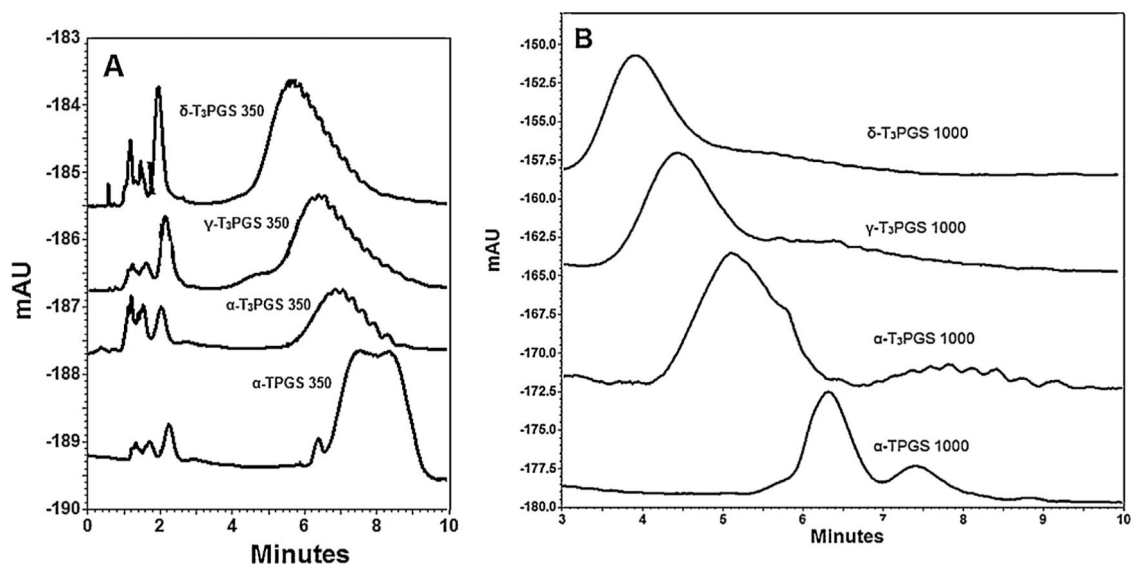 A
-183
-184
-185
-186
-187
-188
-189
-190
mAU
δ-T₃PGS 350
γ-T₃PGS 350
α-T₃PGS 350
α-TPGS 350
0 2 4 6 8 10
Minutes
B
-150.0
-152.5
-155.0
-157.5
-160.0
-162.5
-165.0
-167.5
-170.0
-172.5
-175.0
-177.5
-180.0
mAU
δ-T₃PGS 1000
γ-T₃PGS 1000
α-T₃PGS 1000
α-TPGS 1000
3 4 5 6 7 8 9 10
Minutes